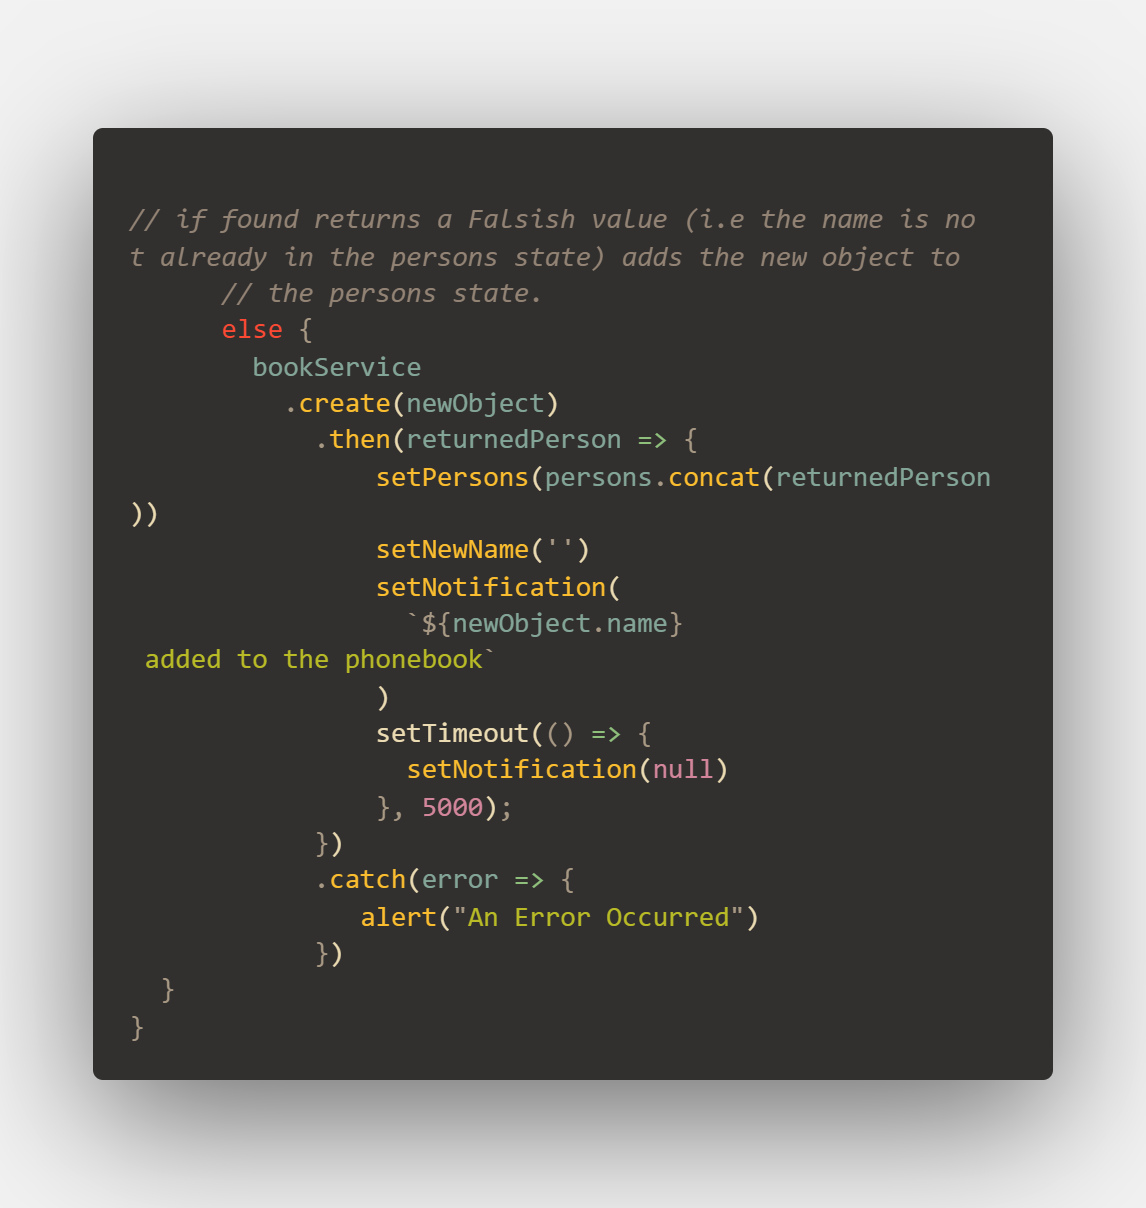 // if found returns a Falsish value (i.e the name is no
t already in the persons state) adds the new object to
      // the persons state.
      else {
        bookService
          .create(newObject)
            .then(returnedPerson => {
                setPersons(persons.concat(returnedPerson
))
                setNewName('')
                setNotification(
                  `${newObject.name}
 added to the phonebook`
                )
                setTimeout(() => {
                  setNotification(null)
                }, 5000);
            })
            .catch(error => {
               alert("An Error Occurred")
            })
  }
}